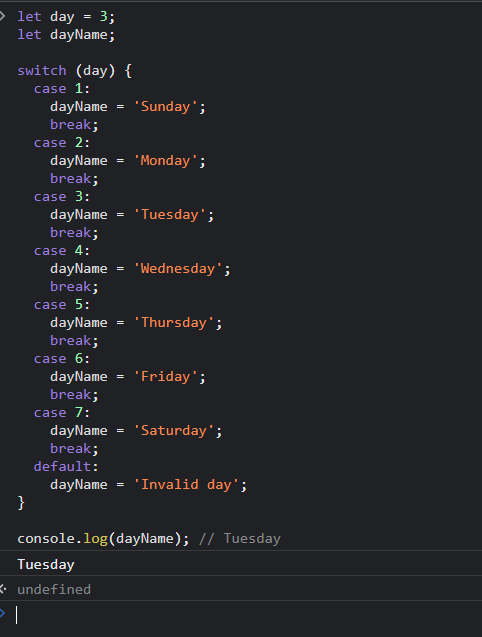 let day = 3;
let dayName;

switch (day) {
  case 1:
    dayName = 'Sunday';
    break;
  case 2:
    dayName = 'Monday';
    break;
  case 3:
    dayName = 'Tuesday';
    break;
  case 4:
    dayName = 'Wednesday';
    break;
  case 5:
    dayName = 'Thursday';
    break;
  case 6:
    dayName = 'Friday';
    break;
  case 7:
    dayName = 'Saturday';
    break;
  default:
    dayName = 'Invalid day';
}

console.log(dayName); // Tuesday
Tuesday
undefined